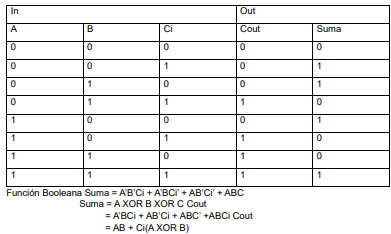 In Out
A B Ci Cout Suma
0 0 0 0 0
0 0 1 0 1
0 1 0 0 1
0 1 1 1 0
1 0 0 0 1
1 0 1 1 0
1 1 0 1 0
1 1 1 1 1
Función Booleana Suma = A'B'Ci + A'BCi' + AB'Ci' + ABC
Suma = A XOR B XOR C Cout
= A'BCi + AB'Ci + ABC' +ABCi Cout
= AB + Ci(A XOR B)